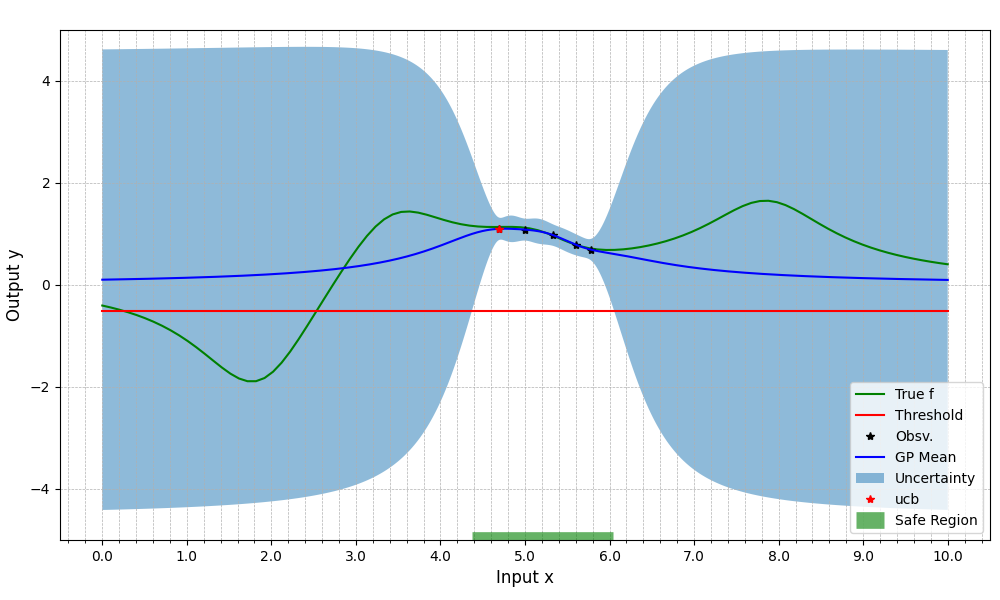 Output y
4
2
0
−2
−4
True f
Threshold
Obsv.
GP Mean
Uncertainty
ucb
Safe Region
0.0 1.0 2.0 3.0 4.0 5.0 6.0 7.0 8.0 9.0 10.0
Input x